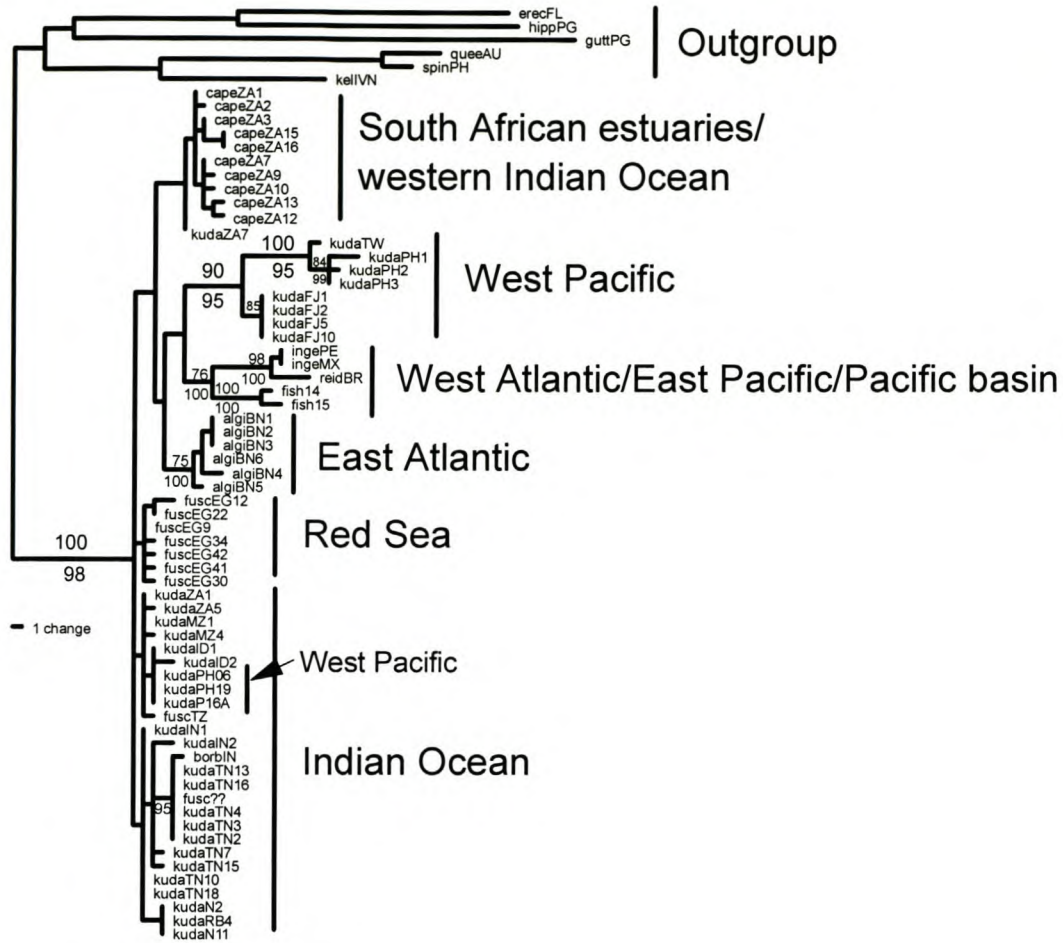 erecFL
hippPG
guttPG
Outgroup
queeAU
spinPH
kellVN
capeZA1
capeZA2
capeZA3
capeZA15
capeZA16
capeZA7
capeZA9
capeZA10
capeZA13
capeZA12
kudaZA7
South African estuaries/
western Indian Ocean
100
95
kudaTW
84
99
kudaPH1
kudaPH2
kudaPH3
90
95
85
kudaFJ1
kudaFJ2
kudaFJ5
kudaFJ10
West Pacific
98
100
ingePE
ingeMX
reidBR
76
100
100
100
fish14
fish15
West Atlantic/East Pacific/Pacific basin
algiBN1
algiBN2
algiBN3
algiBN6
75
100
algiBN4
algiBN5
East Atlantic
fuscEG12
fuscEG22
fuscEG9
fuscEG34
fuscEG42
fuscEG41
fuscEG30
Red Sea
100
98
kudaZA1
kudaZA5
kudaMZ1
kudaMZ4
kudaID1
kudaID2
kudaPH06
kudaPH19
kudaP16A
fuscTZ
1 change
West Pacific
kudaIN1
kudaIN2
borbIN
kudaTN13
kudaTN16
fusc??
95
kudaTN4
kudaTN3
kudaTN2
kudaTN7
kudaTN15
kudaTN10
kudaTN18
kudaN2
kudaRB4
kudaN11
Indian Ocean